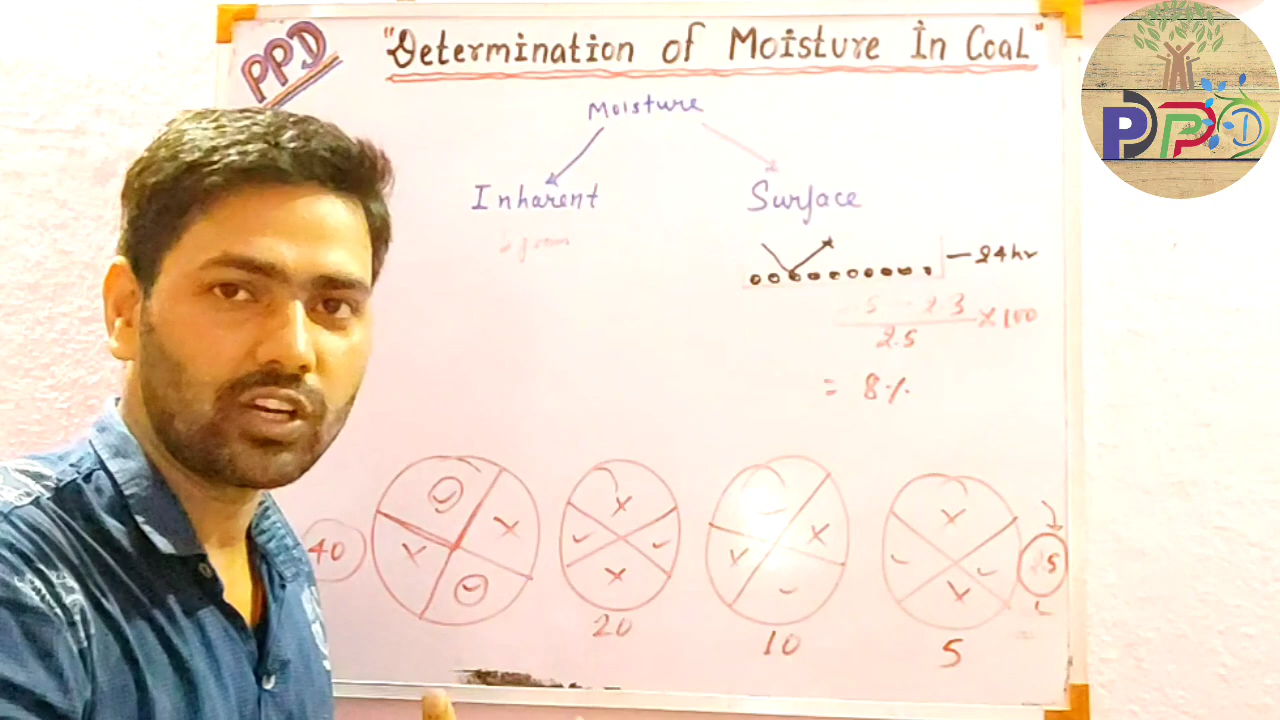 PPD
"Determination of Moisture In Coal"
PPD
Moisture
Inharent
Surface
24hr
2.5
× 100
= 8%
40
20
10
5